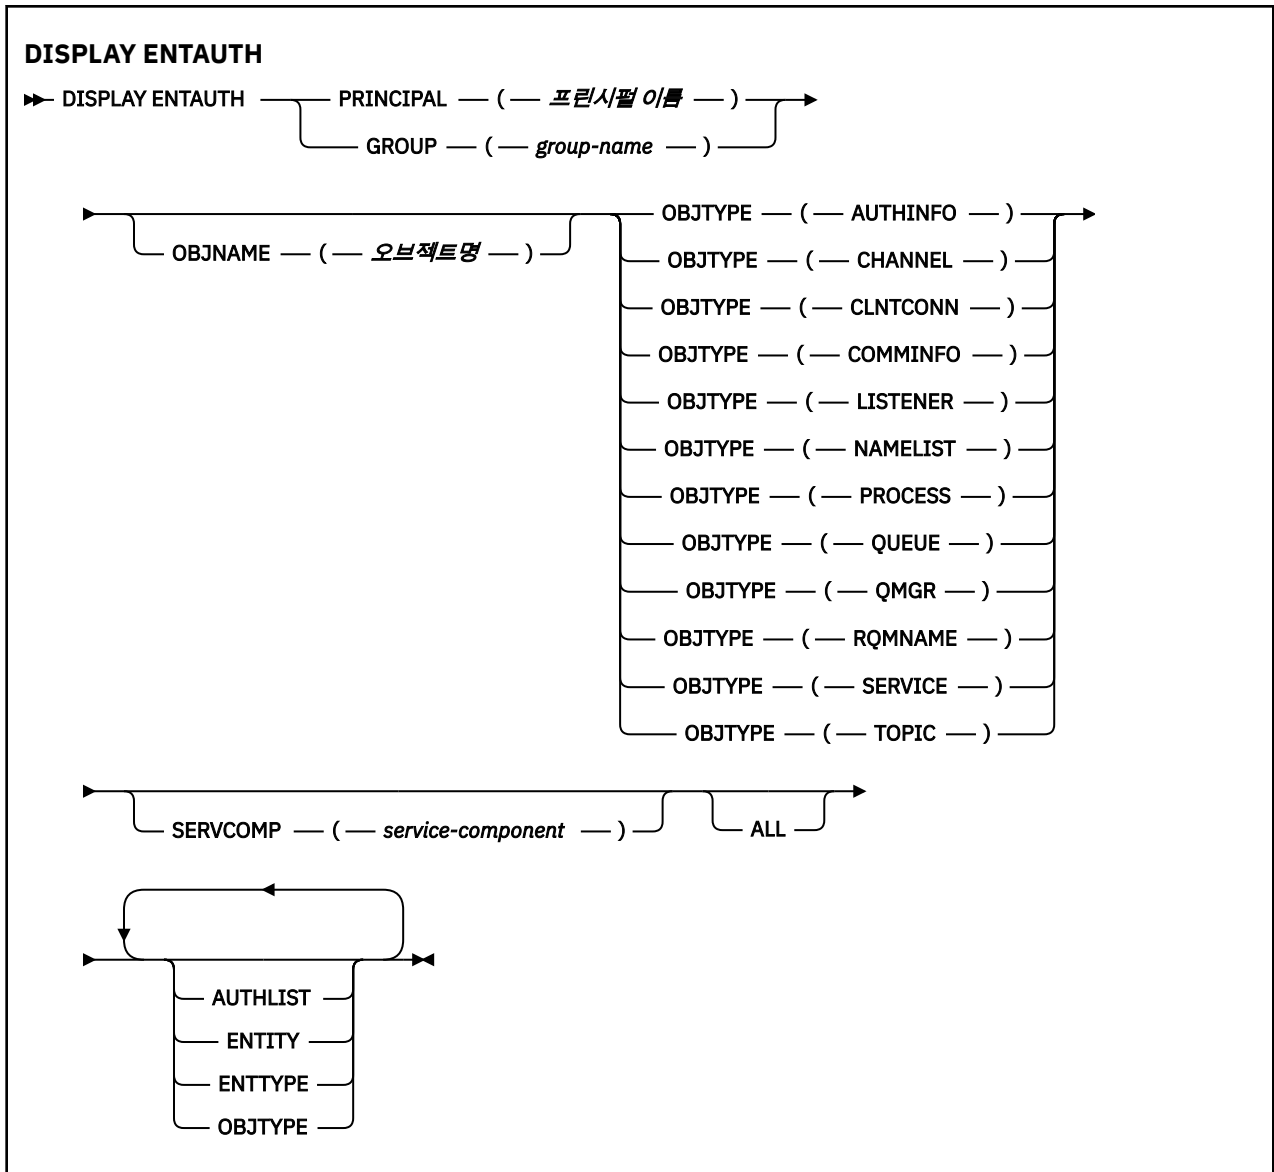 DISPLAY ENTAUTH
DISPLAY ENTAUTH PRINCIPAL ( 프린시펄 이름 )
GROUP ( group-name )
OBJNAME ( 오브젝트명 )
OBJTYPE ( AUTHINFO )
OBJTYPE ( CHANNEL )
OBJTYPE ( CLNTCONN )
OBJTYPE ( COMMINFO )
OBJTYPE ( LISTENER )
OBJTYPE ( NAMELIST )
OBJTYPE ( PROCESS )
OBJTYPE ( QUEUE )
OBJTYPE ( QMGR )
OBJTYPE ( RQMNAME )
OBJTYPE ( SERVICE )
OBJTYPE ( TOPIC )
SERVCOMP ( service-component )
ALL
AUTHLIST
ENTITY
ENTTYPE
OBJTYPE